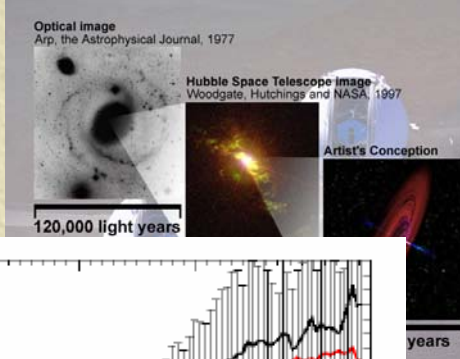 Optical image
Arp, the Astrophysical Journal, 1977
Hubble Space Telescope image
Woodgate, Hutchings and NASA, 1997
Artist's Conception
120,000 light years
years